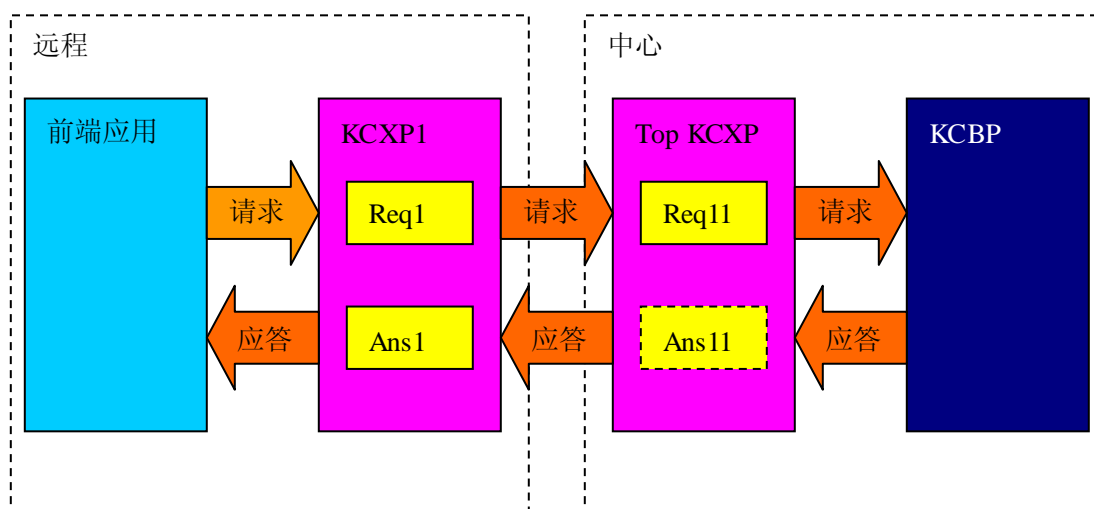 远程
中心
前端应用
KCXP1
Top KCXP
KCBP
请求
Req1
请求
Req11
请求
应答
Ans1
应答
Ans11
应答